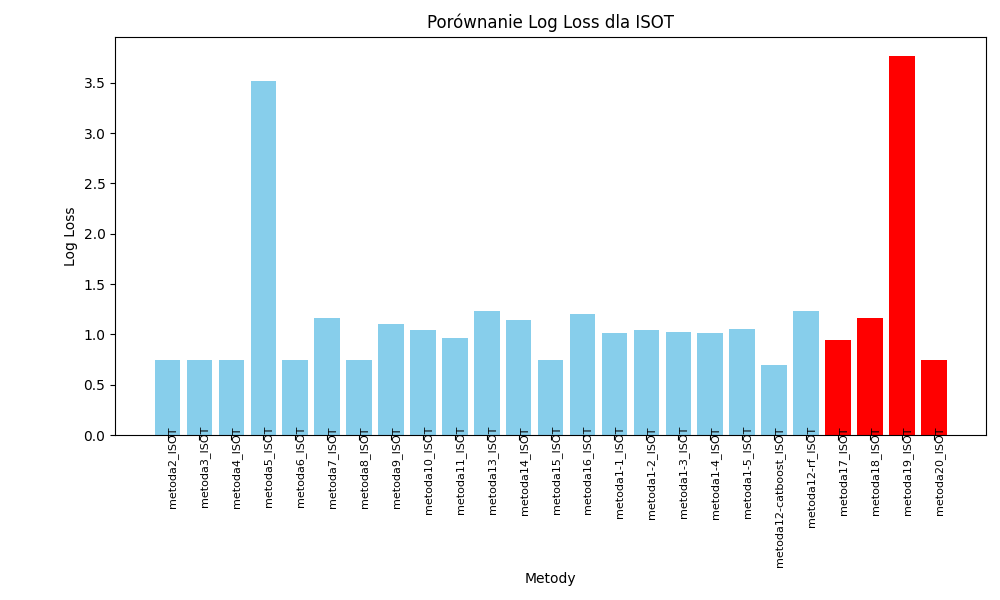 Porównanie Log Loss dla ISOT
Log Loss
3.5
3.0
2.5
2.0
1.5
1.0
0.5
0.0
metoda2_ISOT
metoda3_ISOT
metoda4_ISOT
metoda5_ISOT
metoda6_ISOT
metoda7_ISOT
metoda8_ISOT
metoda9_ISOT
metoda10_ISOT
metoda11_ISOT
metoda13_ISOT
metoda14_ISOT
metoda15_ISOT
metoda16_ISOT
metoda1-1_ISOT
metoda1-2_ISOT
metoda1-3_ISOT
metoda1-4_ISOT
metoda1-5_ISOT
metoda12-catboost_ISOT
metoda12-rf_ISOT
metoda17_ISOT
metoda18_ISOT
metoda19_ISOT
metoda20_ISOT
Metody